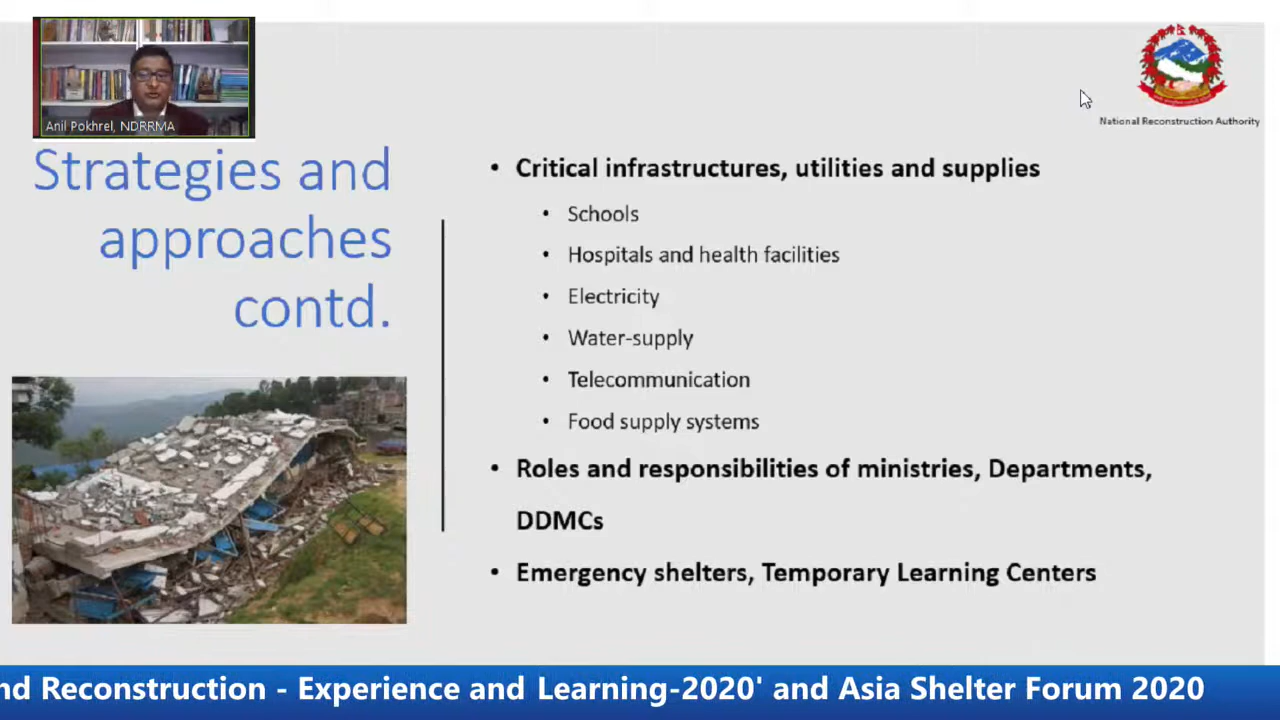 Anil Pokhrel, NDRRMA
National Reconstruction Authority
Strategies and
approaches
contd.
• Critical infrastructures, utilities and supplies
• Schools
• Hospitals and health facilities
• Electricity
• Water-supply
• Telecommunication
• Food supply systems
• Roles and responsibilities of ministries, Departments,
DDMCs
• Emergency shelters, Temporary Learning Centers
nd Reconstruction - Experience and Learning-2020' and Asia Shelter Forum 2020